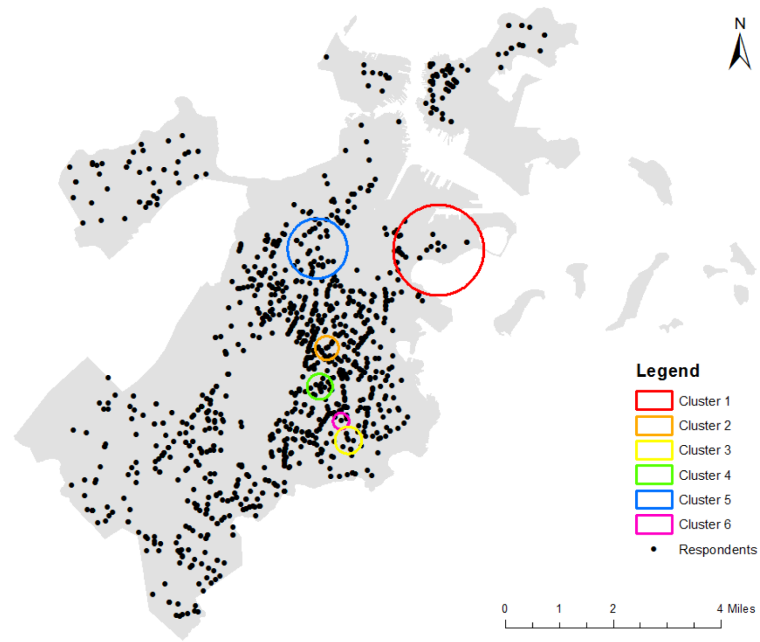 N
Legend
Cluster 1
Cluster 2
Cluster 3
Cluster 4
Cluster 5
Cluster 6
Respondents
0 1 2 3 4 Miles